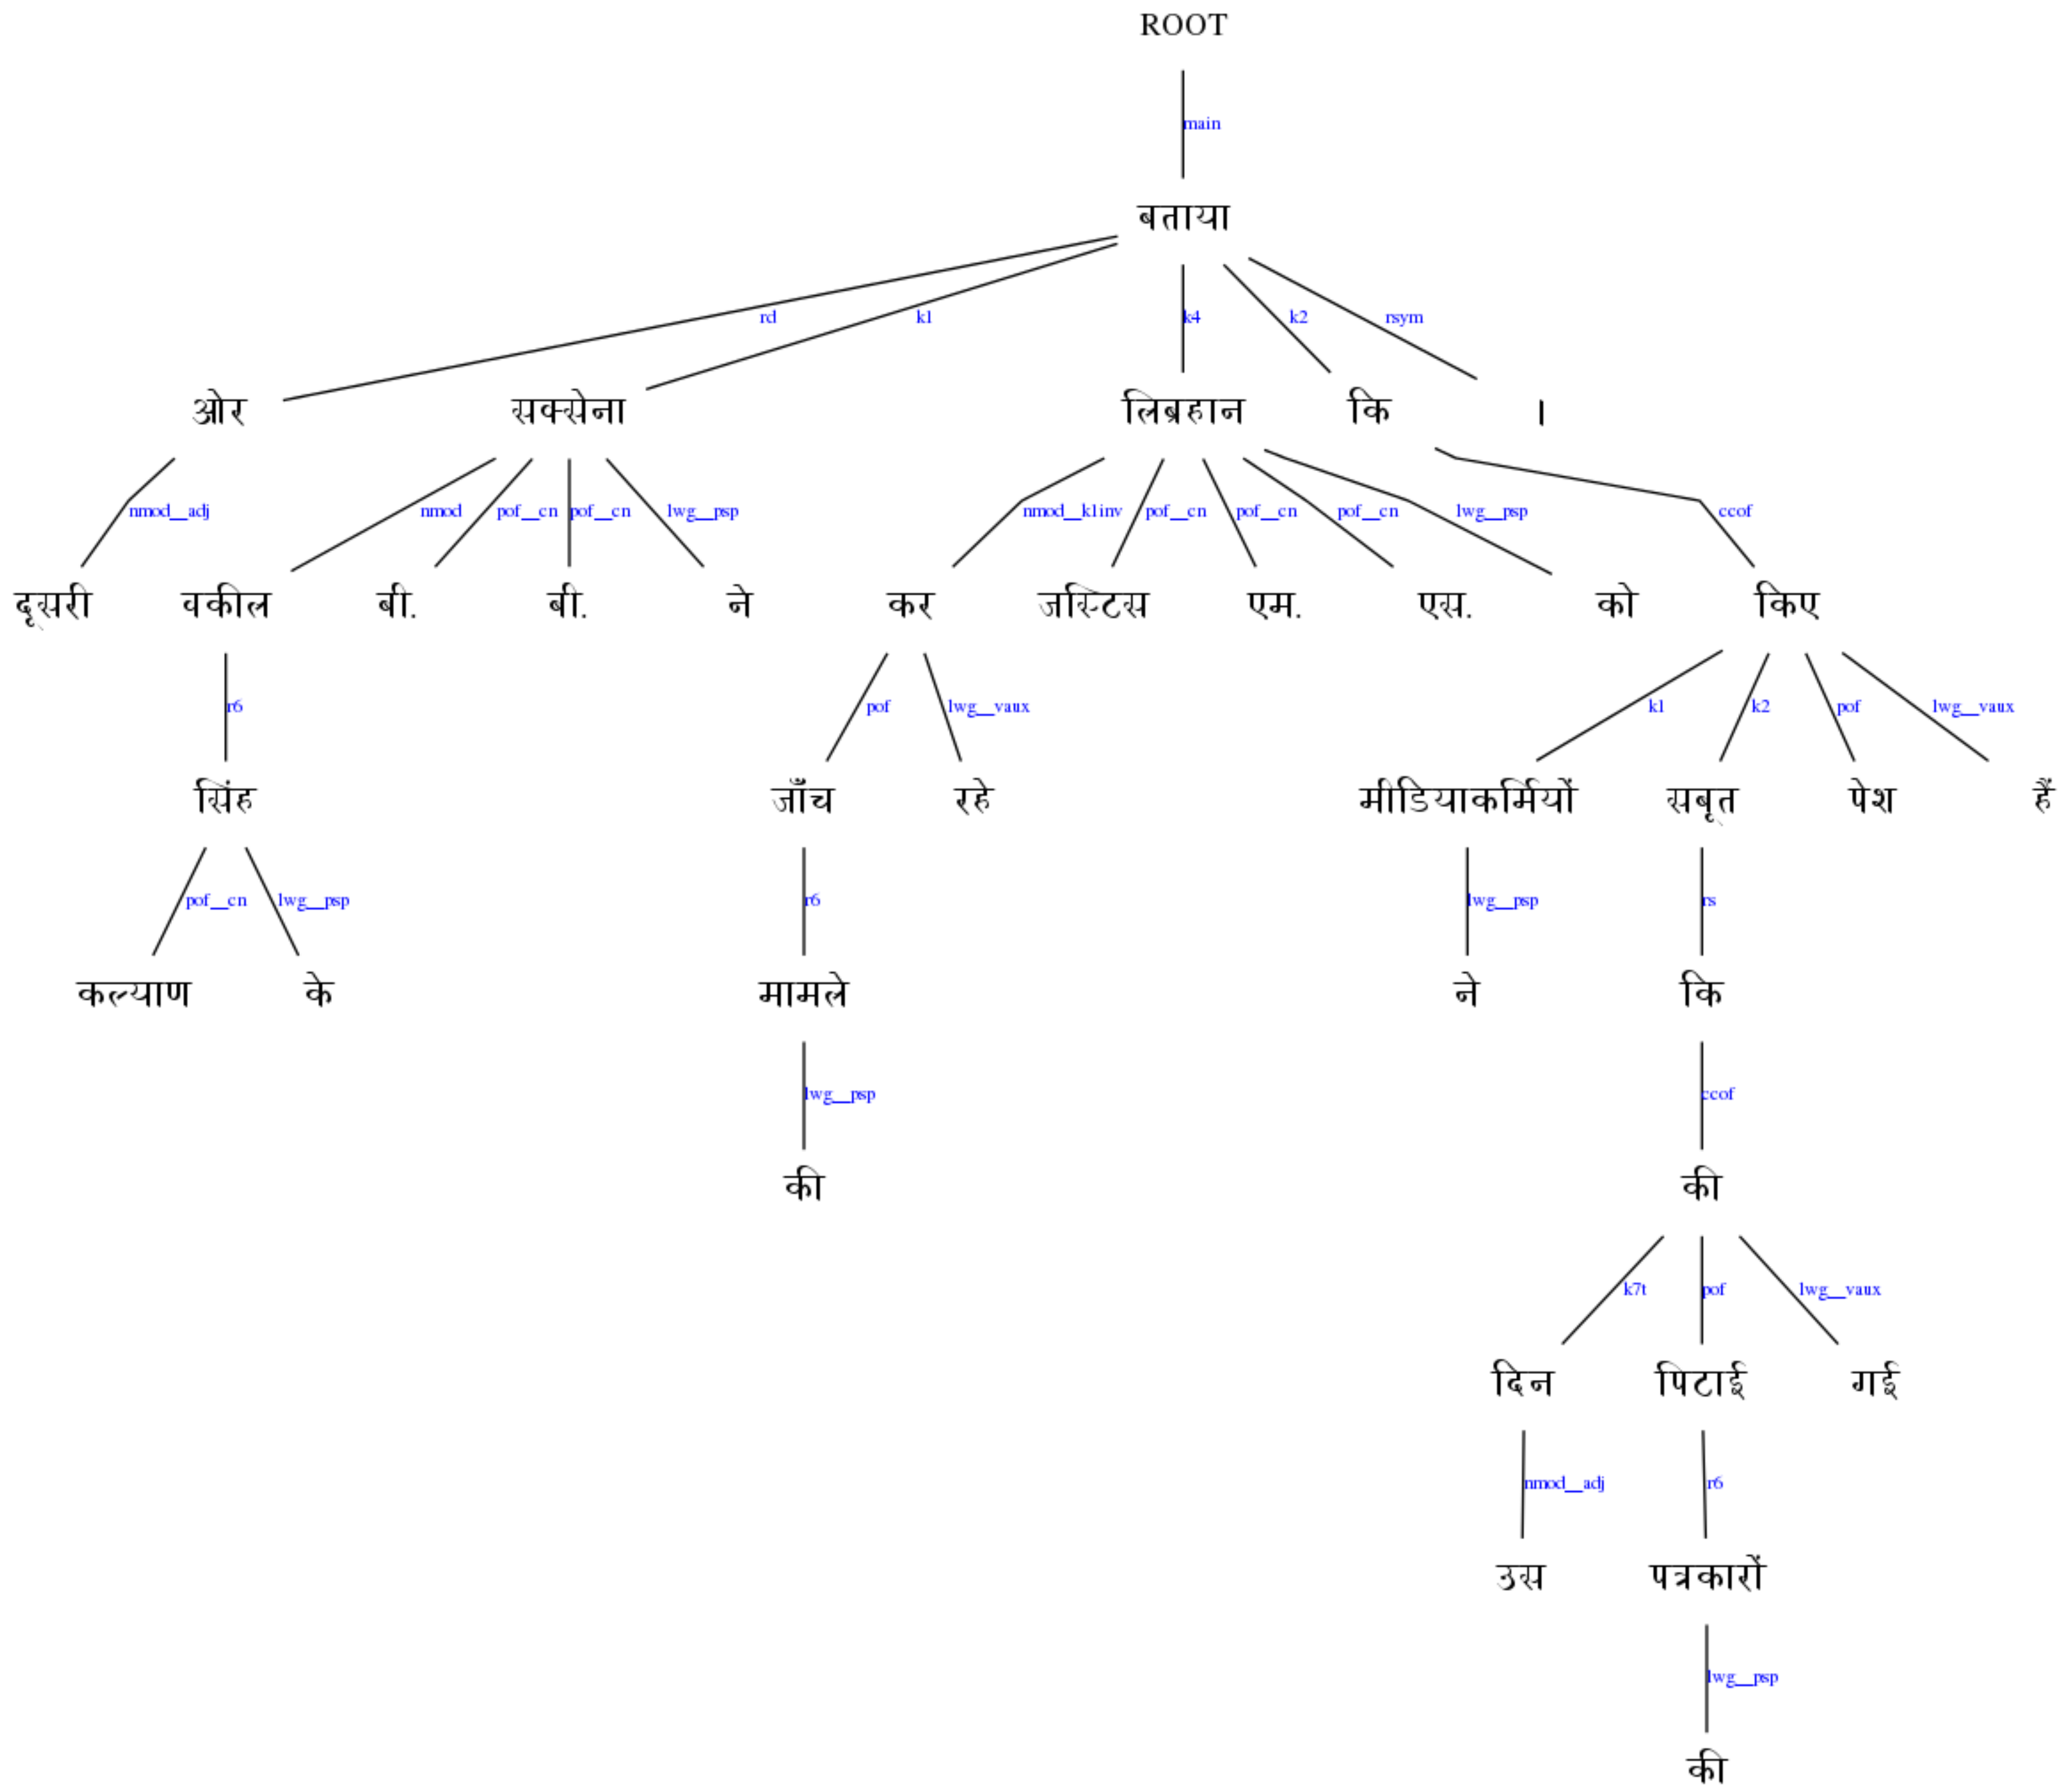 ROOT
main
बताया
rd k1 k4 k2 rsym
ओर सक्सेना लिब्रहान कि ।
nmod__adj nmod pof__cn pof__cn lwg__psp nmod__k1inv pof__cn pof__cn pof__cn lwg__psp ccof
दूसरी वकील बी. बी. ने कर जस्टिस एम. एस. को किए
r6 pof lwg__vaux k1 k2 pof lwg__vaux
सिंह जाँच रहे मीडियाकर्मियों सबूत पेश हैं
pof__cn lwg__psp r6 lwg__psp rs
कल्याण के मामले ने कि
lwg__psp ccof
की की
k7t pof lwg__vaux
दिन पिटाई गई
nmod__adj r6
उस पत्रकारों
lwg__psp
की